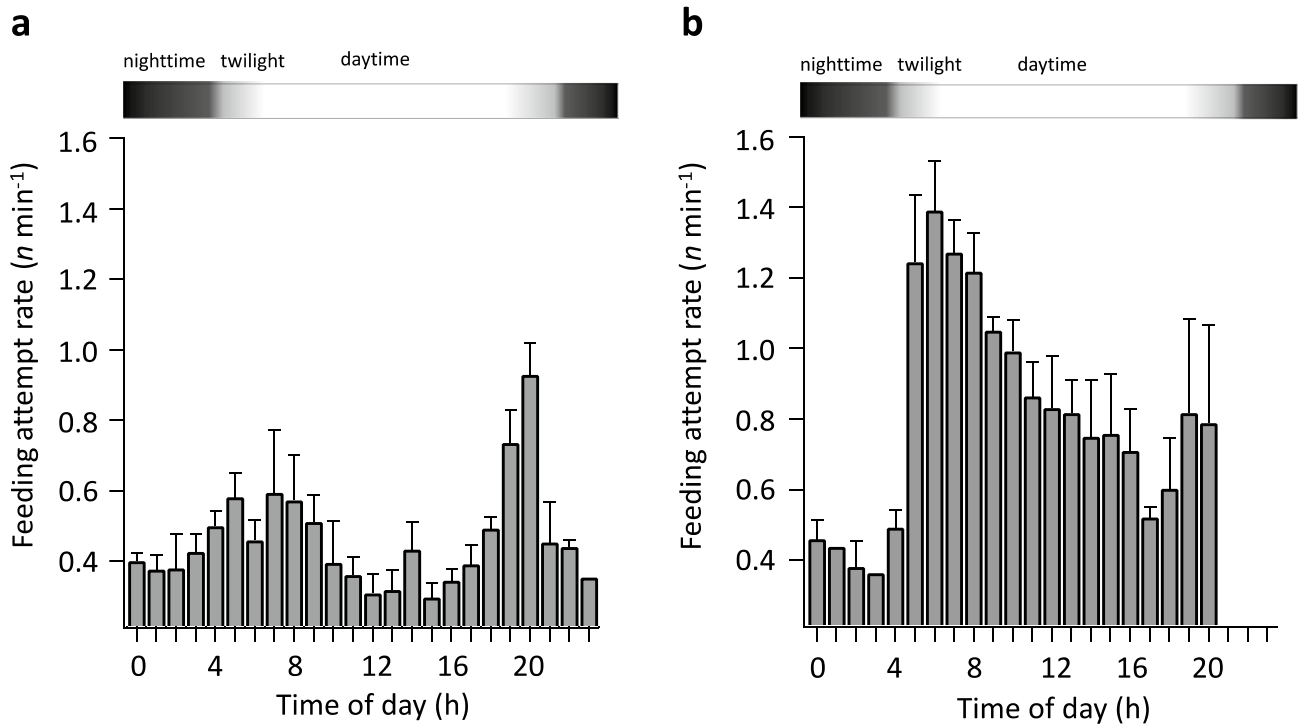 a
nighttime twilight daytime
1.6
1.4
1.2
1.0
0.8
0.6
0.4
Feeding attempt rate (n min-1)
0 4 8 12 16 20
Time of day (h)
b
nighttime twilight daytime
1.6
1.4
1.2
1.0
0.8
0.6
0.4
Feeding attempt rate (n min-1)
0 4 8 12 16 20
Time of day (h)